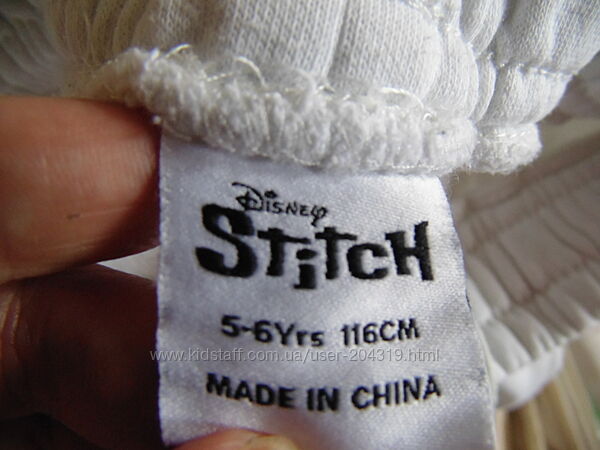 Disney
STiTCH
5-6Yrs 116CM
www.kidstaff.com.ua/user-204319.html
MADE IN CHINA